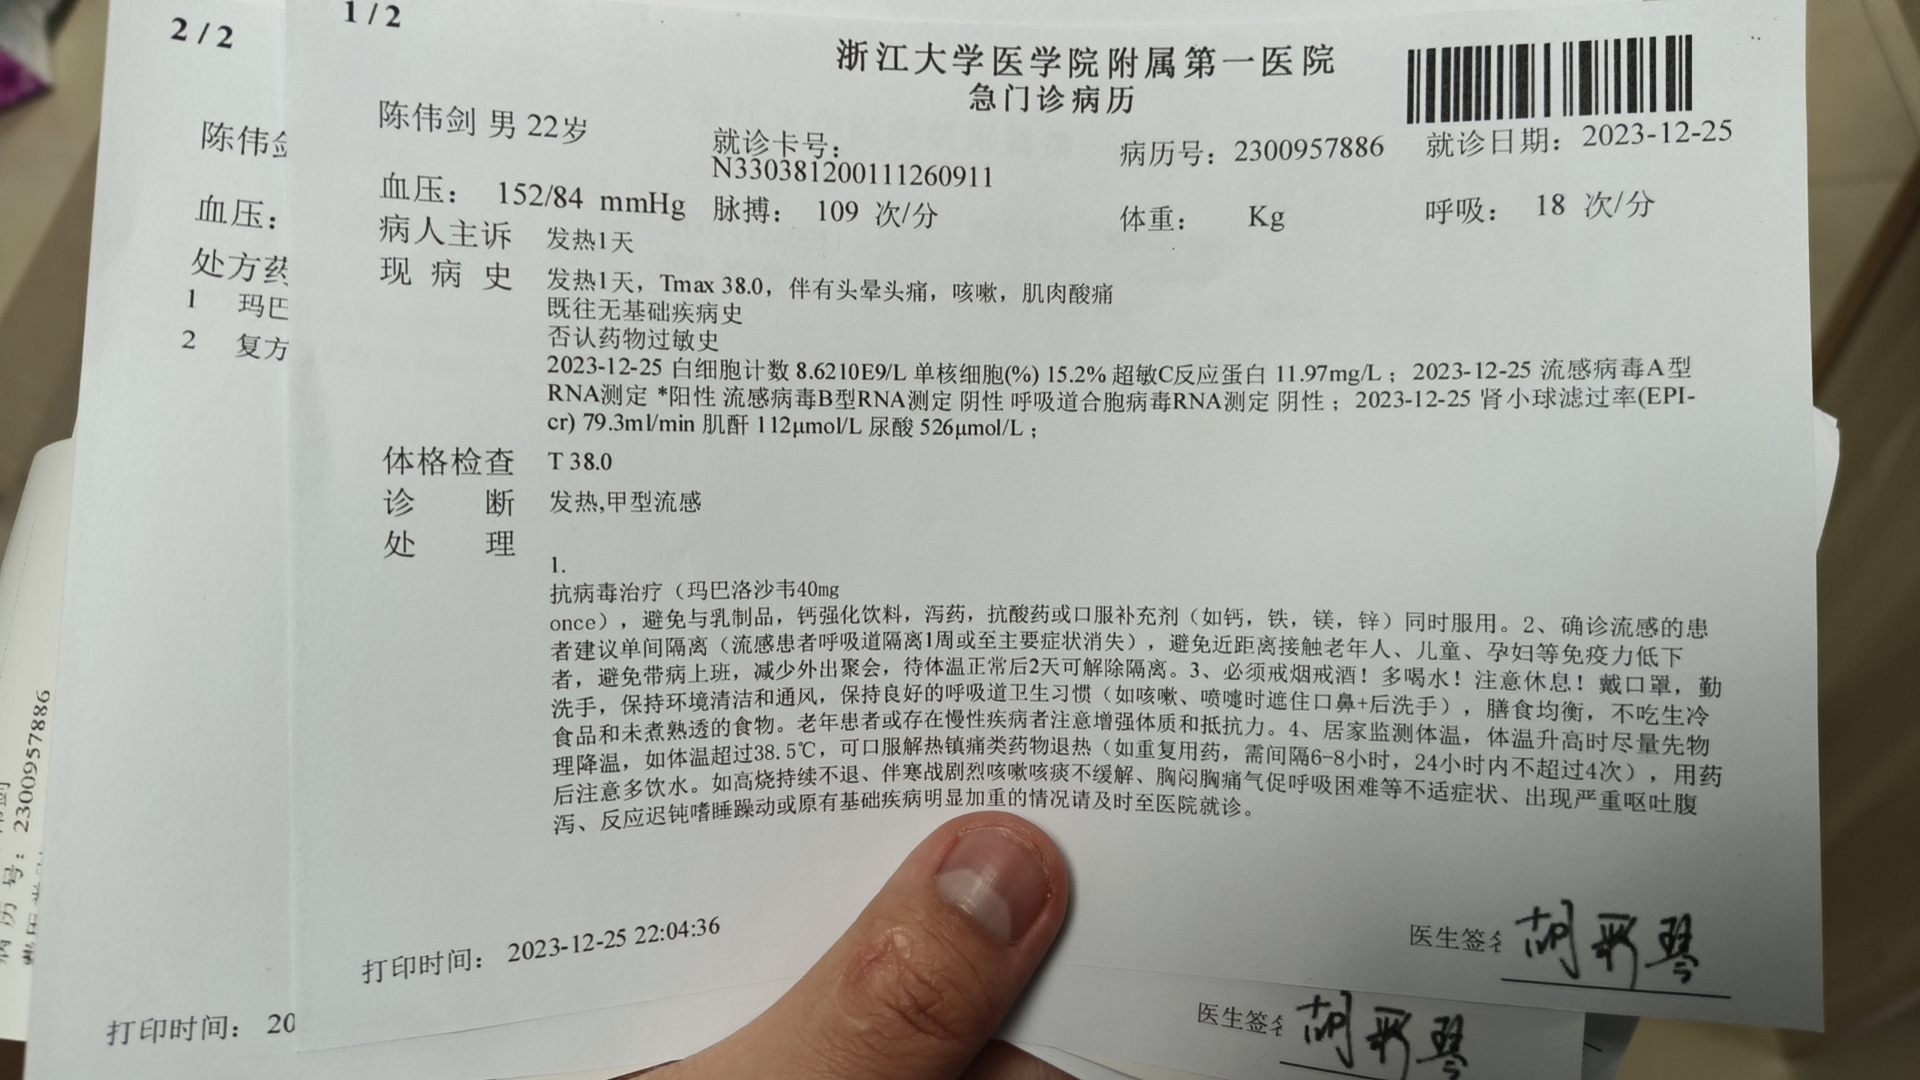 2/2
1/2
浙江大学医学院附属第一医院
急门诊病历
陈伟剑 男 22岁
就诊卡号:
N330381200111260911
病历号: 2300957886
就诊日期: 2023-12-25
血压: 152/84 mmHg 脉搏: 109 次/分 体重: Kg 呼吸: 18 次/分
病人主诉 发热1天
现病史 发热1天, Tmax 38.0, 伴有头晕头痛, 咳嗽, 肌肉酸痛
既往无基础疾病史
否认药物过敏史
2023-12-25 白细胞计数 8.6210E9/L 单核细胞(%) 15.2% 超敏C反应蛋白 11.97mg/L ; 2023-12-25 流感病毒A型
RNA测定 *阳性 流感病毒B型RNA测定 阴性 呼吸道合胞病毒RNA测定 阴性 ; 2023-12-25 肾小球滤过率(EPI-
cr) 79.3ml/min 肌酐 112μmol/L 尿酸 526μmol/L ;
体格检查 T 38.0
诊断 发热,甲型流感
处理
1.
抗病毒治疗（玛巴洛沙韦40mg
once），避免与乳制品，钙强化饮料，泻药，抗酸药或口服补充剂（如钙，铁，镁，锌）同时服用。2、确诊流感的患
者建议单间隔离（流感患者呼吸道隔离1周或至主要症状消失），避免近距离接触老年人、儿童、孕妇等免疫力低下
者，避免带病上班，减少外出聚会，待体温正常后2天可解除隔离。3、必须戒烟戒酒！多喝水！注意休息！戴口罩，勤
洗手，保持环境清洁和通风，保持良好的呼吸道卫生习惯（如咳嗽、喷嚏时遮住口鼻+后洗手），膳食均衡，不吃生冷
食品和未煮熟透的食物。老年患者或存在慢性疾病者注意增强体质和抵抗力。4、居家监测体温，体温升高时尽量先物
理降温，如体温超过38.5℃，可口服解热镇痛类药物退热（如重复用药，需间隔6-8小时，24小时内不超过4次），用药
后注意多饮水。如高烧持续不退、伴寒战剧烈咳嗽咳痰不缓解、胸闷胸痛气促呼吸困难等不适症状、出现严重呕吐腹
泻、反应迟钝嗜睡躁动或原有基础疾病明显加重的情况请及时至医院就诊。
打印时间: 2023-12-25 22:04:36
医生签名 胡彩琴
陈伟剑
血压:
处方药
1 玛巴
2 复方
打印时间: 20
医生签名 胡彩琴
病历号: 2300957886